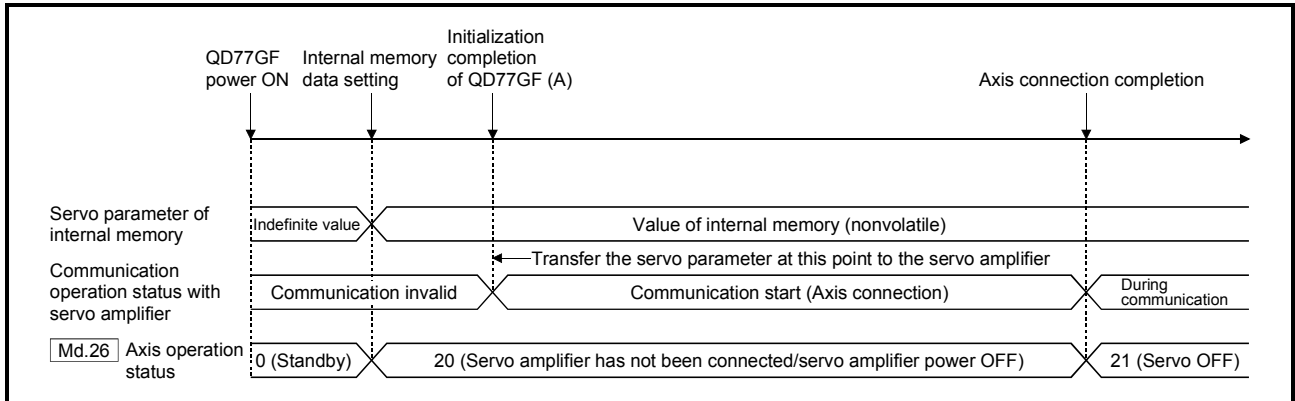 QD77GF
power ON
Internal memory
data setting
Initialization
completion
of QD77GF (A)
Axis connection completion
Servo parameter of
internal memory
Indefinite value
Value of internal memory (nonvolatile)
Transfer the servo parameter at this point to the servo amplifier
Communication
operation status with
servo amplifier
Communication invalid
Communication start (Axis connection)
During
communication
Md.26 Axis operation
status
0 (Standby)
20 (Servo amplifier has not been connected/servo amplifier power OFF)
21 (Servo OFF)